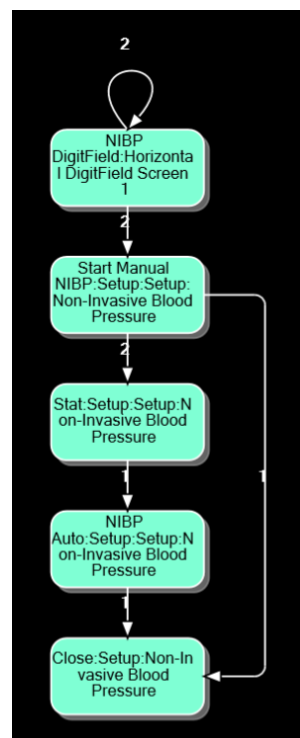 2
NIBP
DigitField:Horizonta
l DigitField Screen
1
2
Start Manual
NIBP:Setup:Setup:
Non-Invasive Blood
Pressure
2
Stat:Setup:Setup:N
on-Invasive Blood
Pressure
1
1
NIBP
Auto:Setup:Setup:N
on-Invasive Blood
Pressure
1
Close:Setup:Non-In
vasive Blood
Pressure